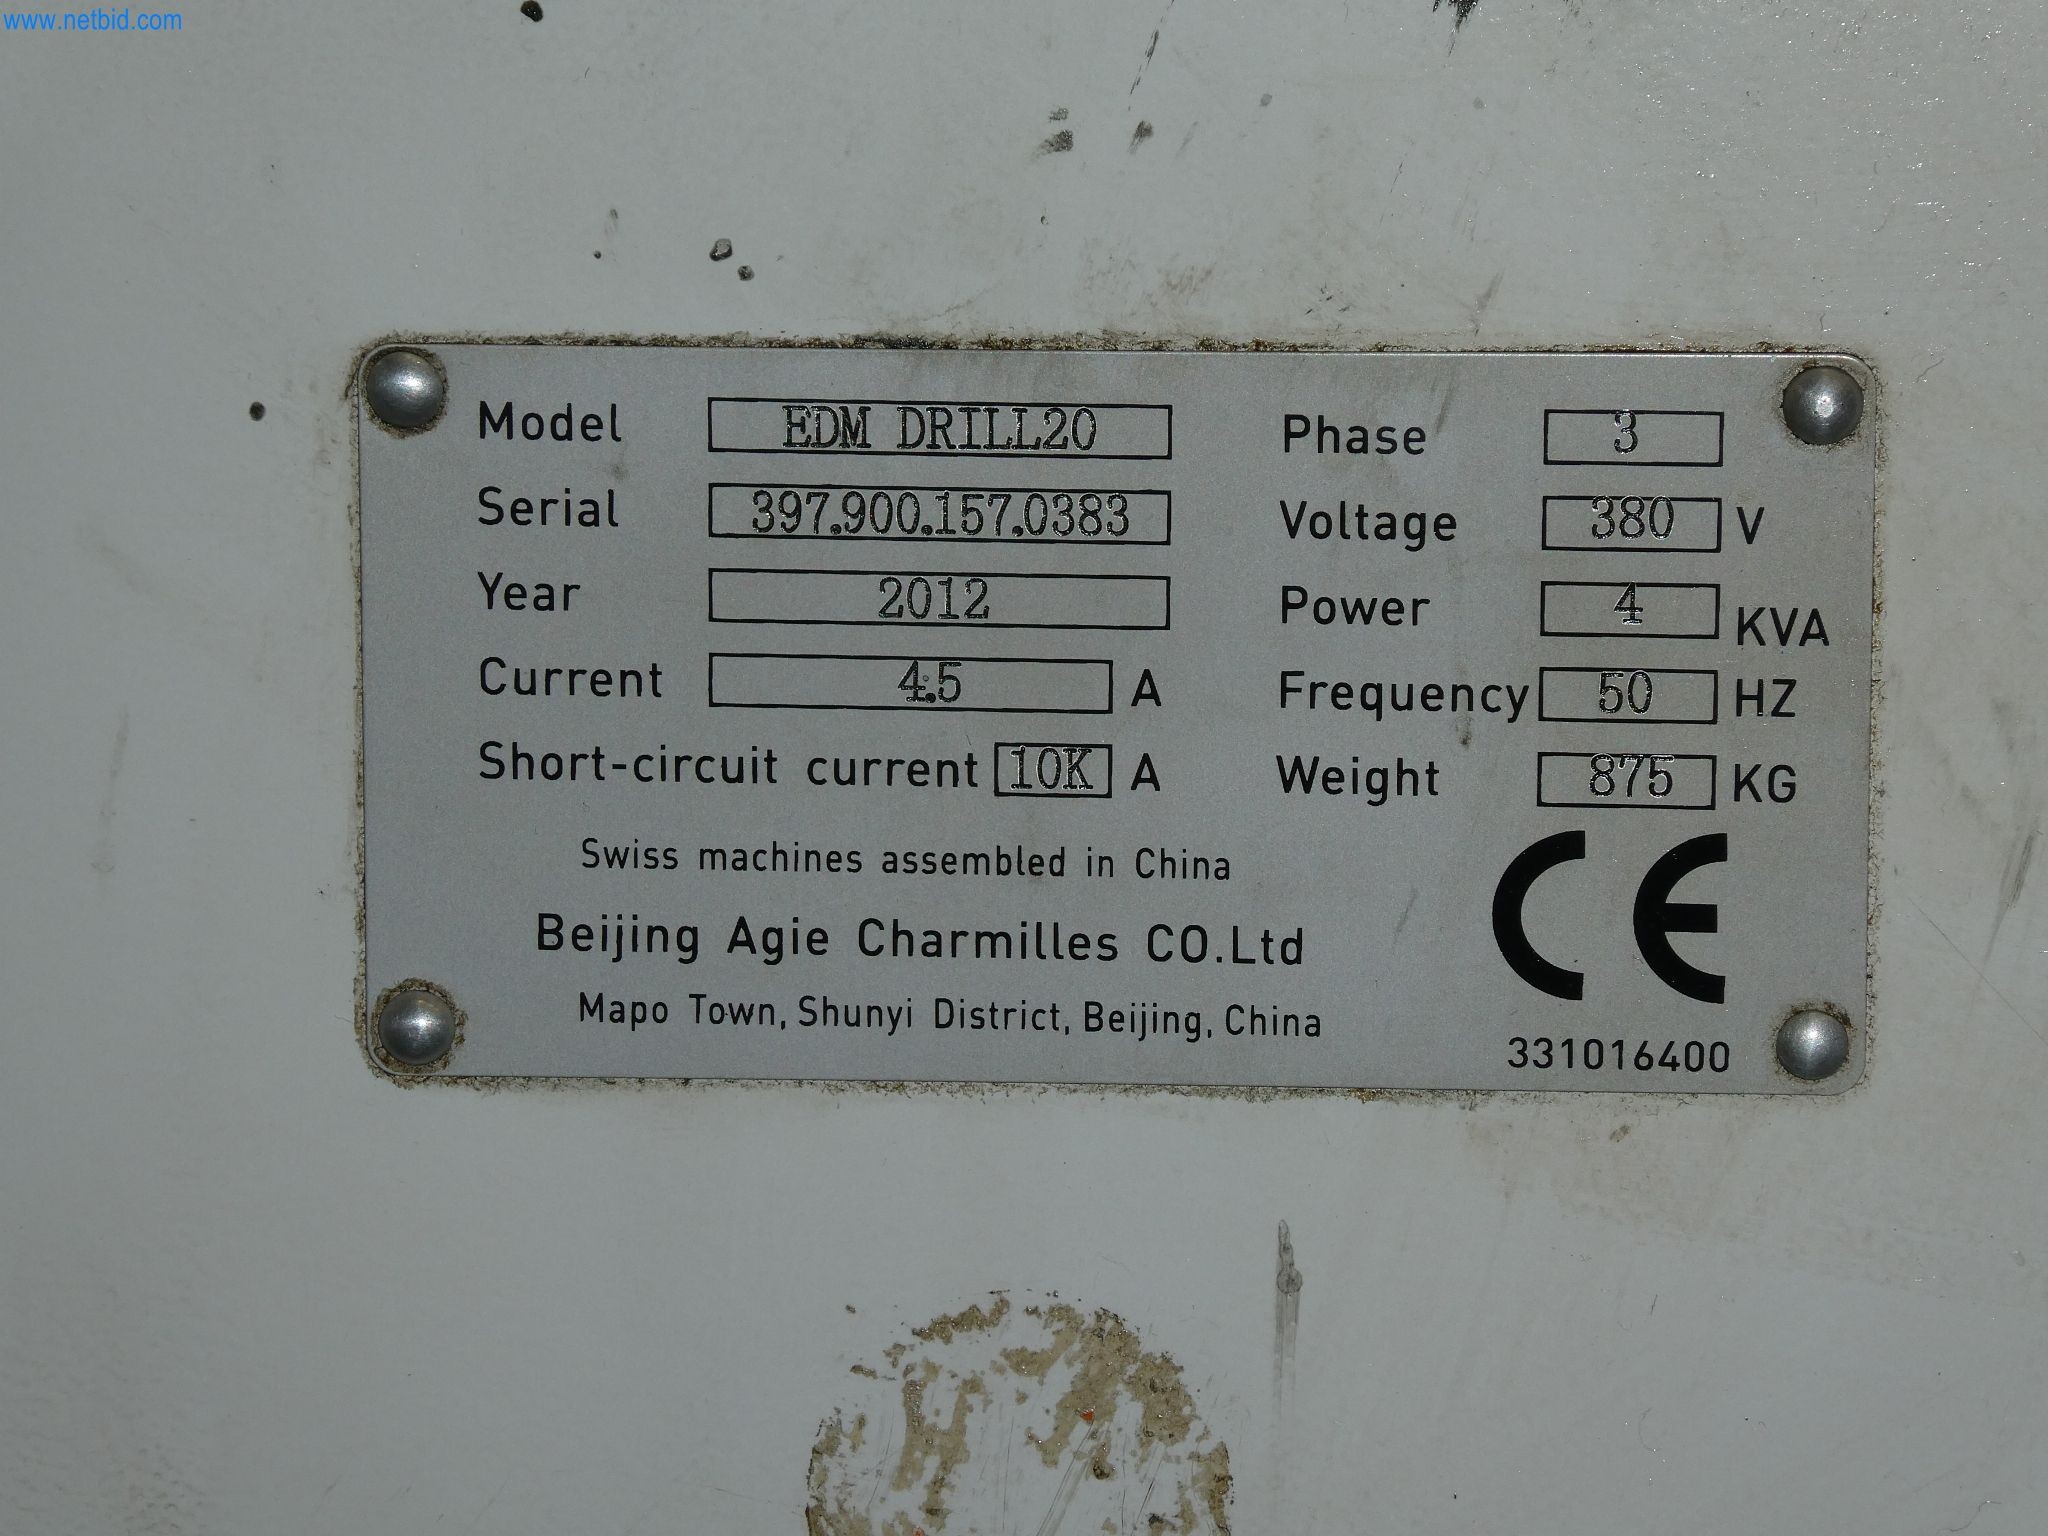 www.netbid.com
Model EDM DRILL20
Serial 397.900.157.0383
Year 2012
Current 4.5 A
Short-circuit current 10K A
Phase 3
Voltage 380 V
Power 4 KVA
Frequency 50 HZ
Weight 875 KG
Swiss machines assembled in China
Beijing Agie Charmilles CO.Ltd
Mapo Town, Shunyi District, Beijing, China
CE
331016400